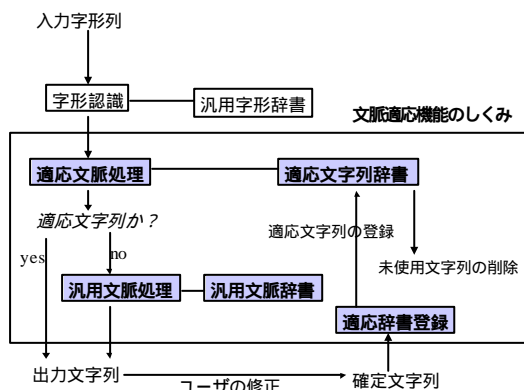 入力字形列
字形認識
汎用字形辞書
文脈適応機能のしくみ
適応文脈処理
適応文字列辞書
適応文字列か？
適応文字列の登録
yes
no
未使用文字列の削除
汎用文脈処理
汎用文脈辞書
適応辞書登録
出力文字列
ユーザの修正
確定文字列